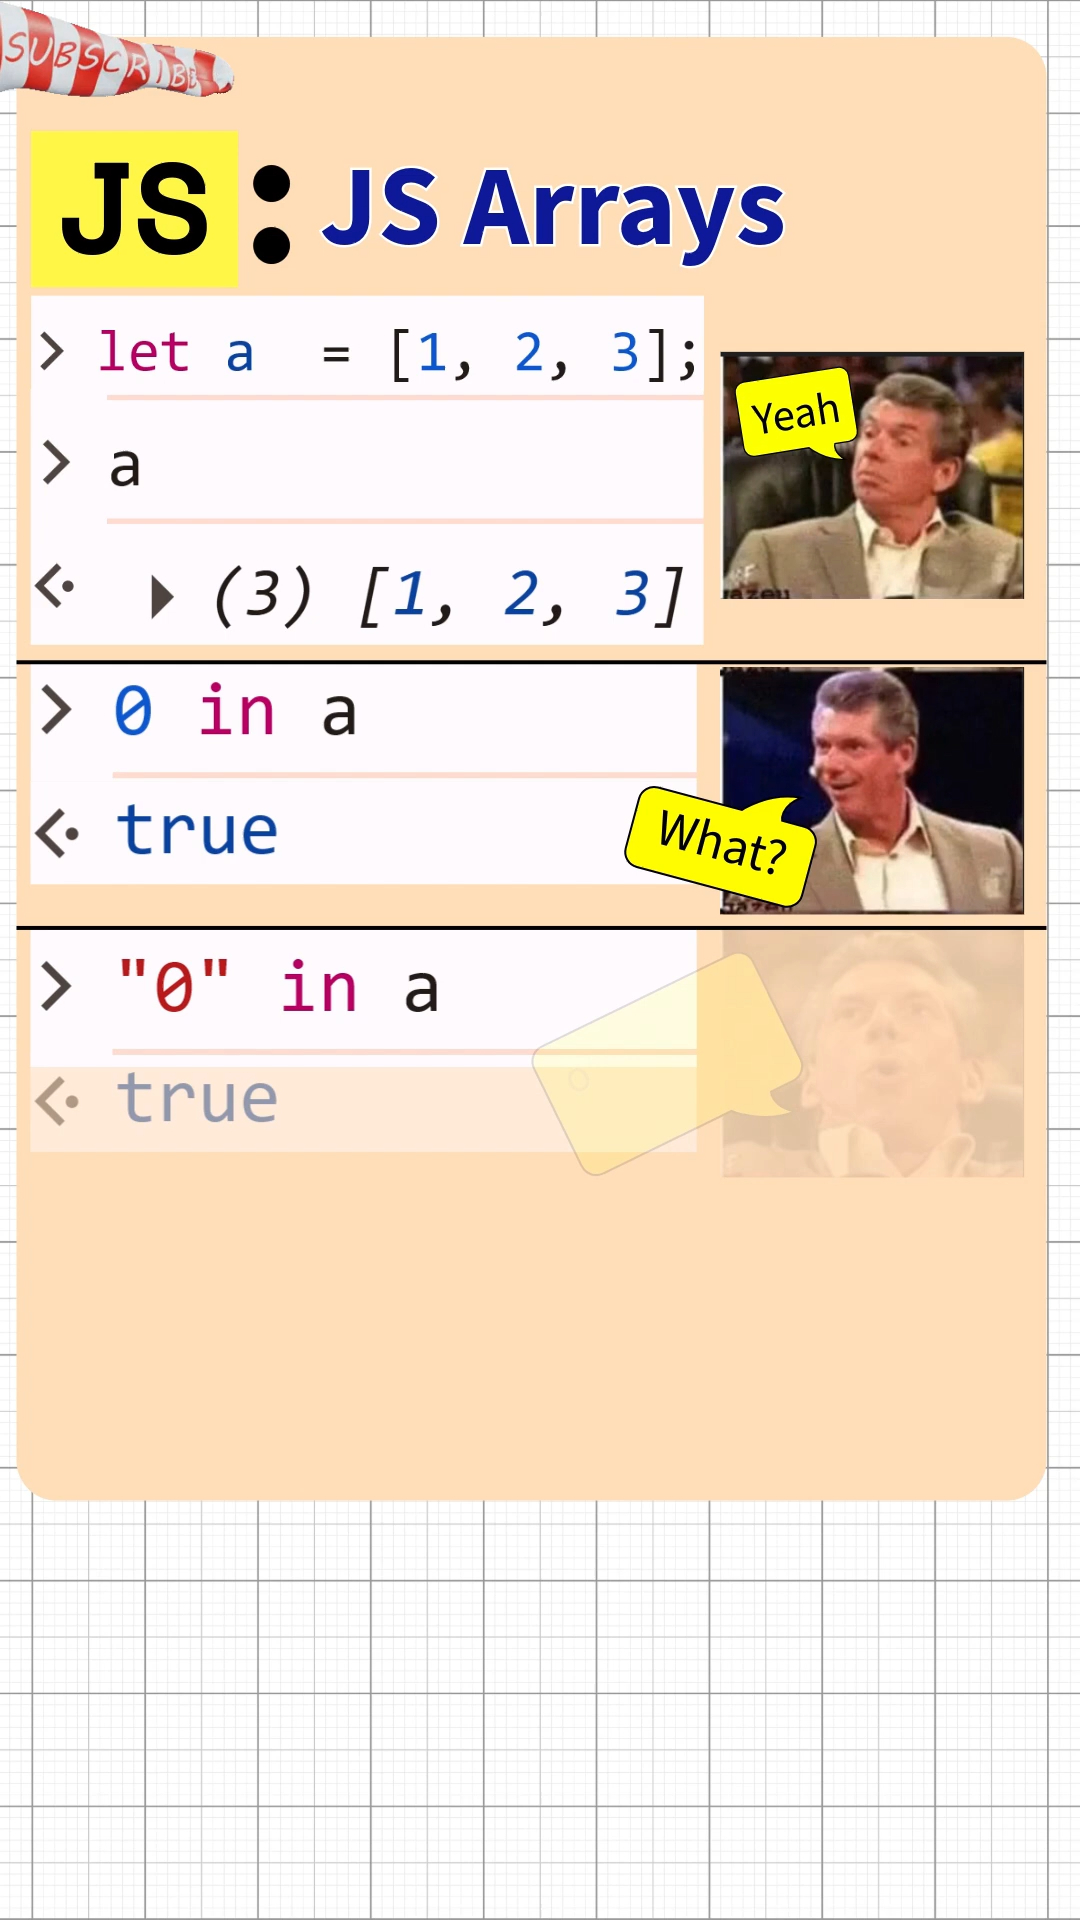 SUBSCRIBE
JS : JS Arrays
> let a  = [1, 2, 3];
Yeah
> a
(3) [1, 2, 3]
> 0 in a
true
What?
> "0" in a
true